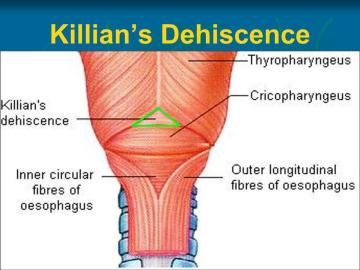 Killian's Dehiscence
Thyropharyngeus
Cricopharyngeus
Killian's
dehiscence
Inner circular
fibres of
oesophagus
Outer longitudinal
fibres of oesophagus